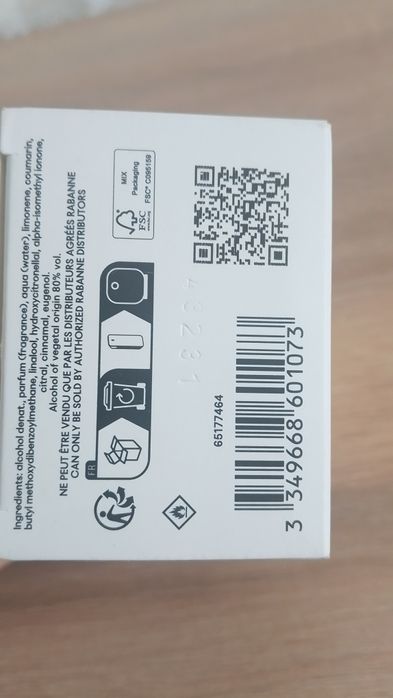 Ingredients: alcohol denat., parfum (fragrance), aqua (water), limonene, coumarin,
butyl methoxydibenzoylmethane, linalool, hydroxycitronellal, alpha-isomethyl ionone,
citral, cinnamal, eugenol.
Alcohol of vegetal origin 80% vol.
NE PEUT ÊTRE VENDU QUE PAR LES DISTRIBUTEURS AGRÉÉS RABANNE
CAN ONLY BE SOLD BY AUTHORIZED RABANNE DISTRIBUTORS
FR
FSC
MIX
Packaging
FSC® C095159
65177464
3 349668 601073